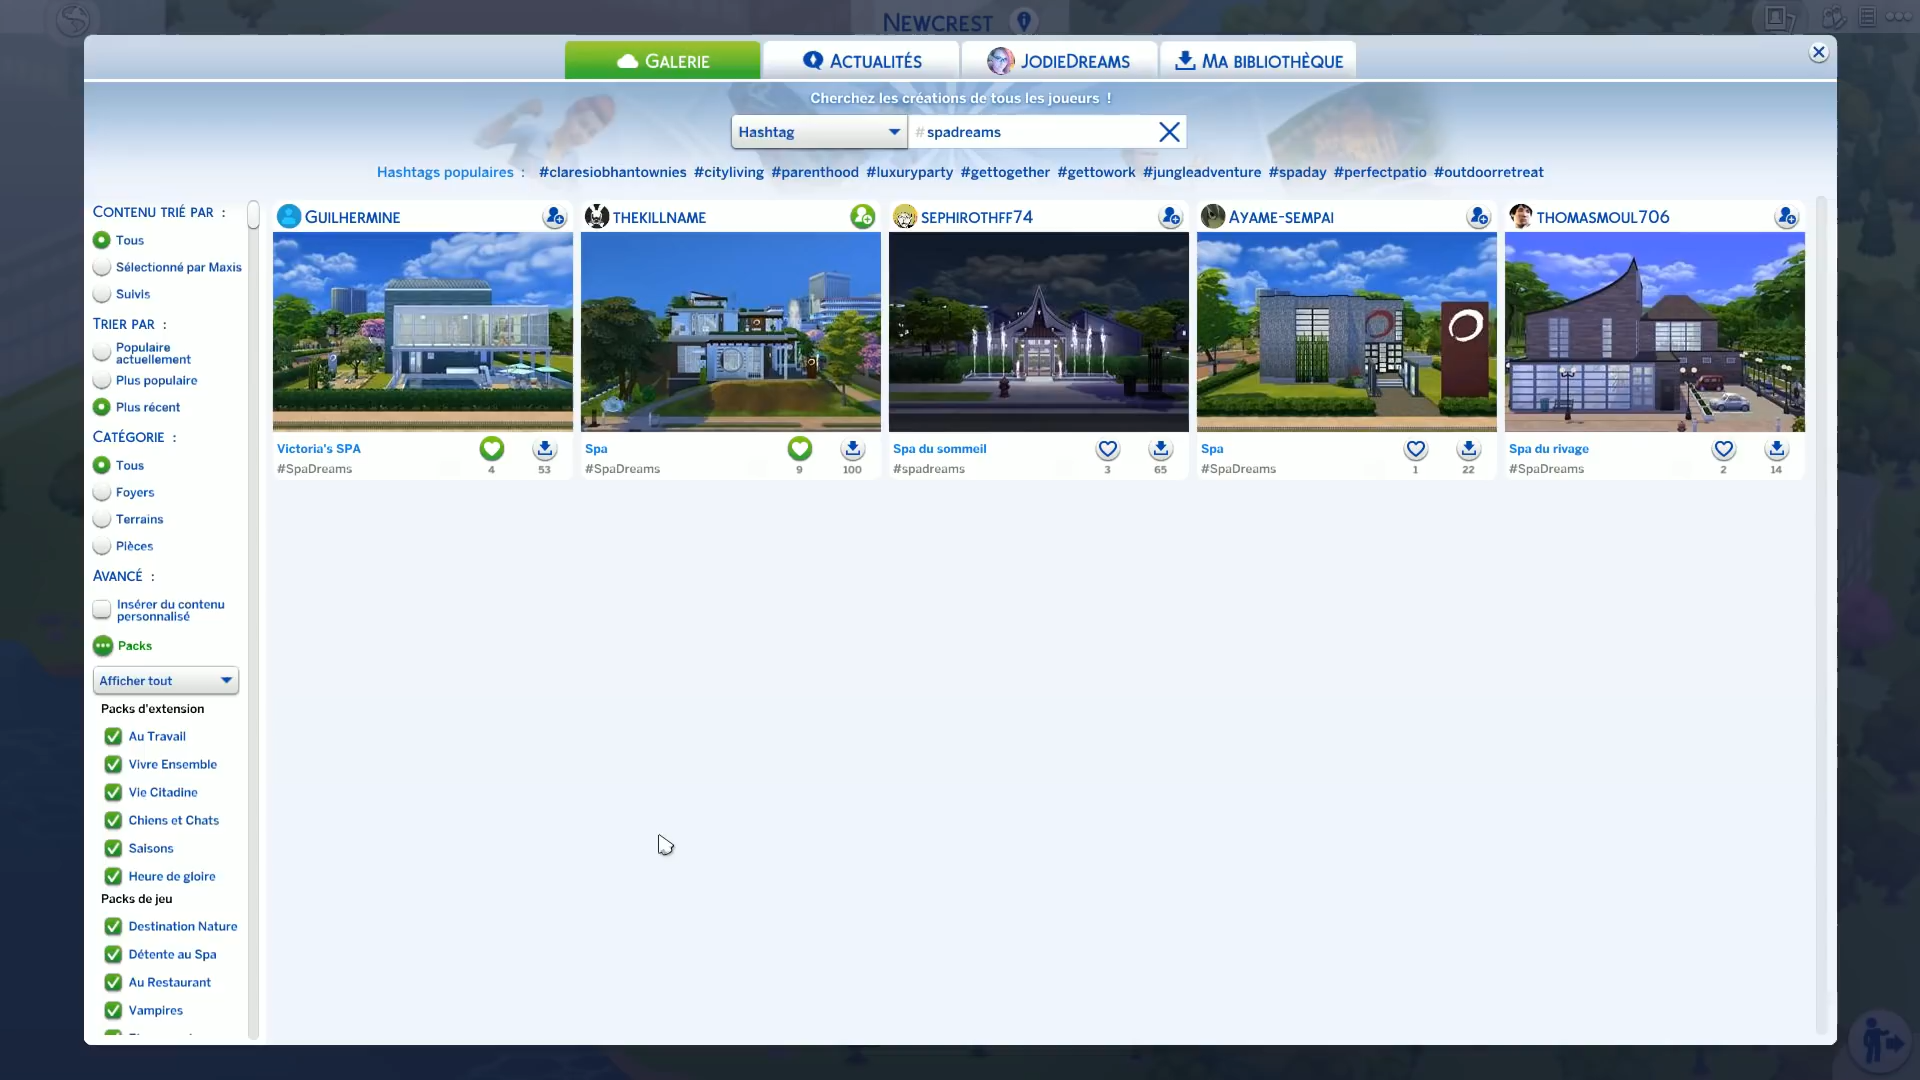 NEWCREST
GALERIE
ACTUALITÉS
JODIEDREAMS
MA BIBLIOTHÈQUE
Cherchez les créations de tous les joueurs !
Hashtag
# spadreams
Hashtags populaires : #claresiobhantownies #cityliving #parenthood #luxuryparty #gettogether #gettowork #jungleadventure #spaday #perfectpatio #outdoorretreat
CONTENU TRIÉ PAR :
Tous
Sélectionné par Maxis
Suivis
TRIER PAR :
Populaire
actuellement
Plus populaire
Plus récent
CATÉGORIE :
Tous
Foyers
Terrains
Pièces
AVANCÉ :
Insérer du contenu
personnalisé
Packs
Afficher tout
Packs d'extension
Au Travail
Vivre Ensemble
Vie Citadine
Chiens et Chats
Saisons
Heure de gloire
Packs de jeu
Destination Nature
Détente au Spa
Au Restaurant
Vampires
GUILHERMINE
Victoria's SPA
#SpaDreams
4
53
THEKILLNAME
Spa
#SpaDreams
9
100
SEPHIROTHFF74
Spa du sommeil
#spadreams
3
65
AYAME-SEMPAI
Spa
#SpaDreams
1
22
THOMASMOUL706
Spa du rivage
#SpaDreams
2
14